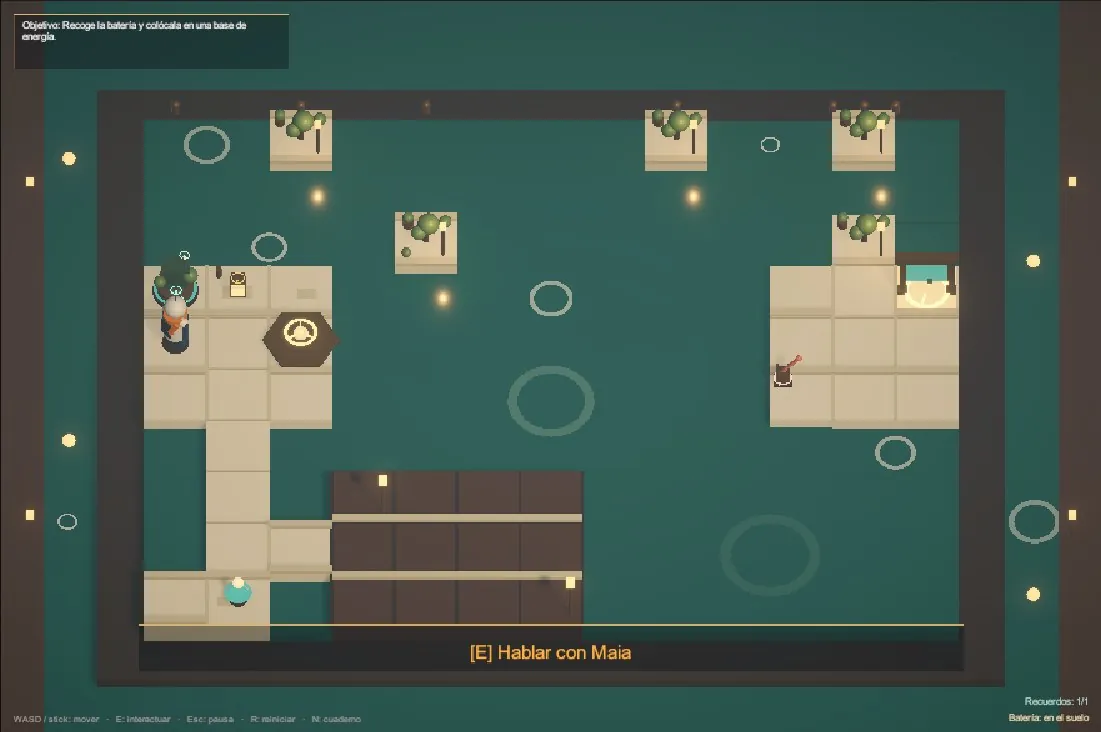 Objetivo: Recoge la batería y colócala en una base de
energía.
[E] Hablar con Maia
Recuerdos: 1/1
Batería: en el suelo
WASD / stick: mover · E: interactuar · Esc: pausa · R: reiniciar · N: cuaderno